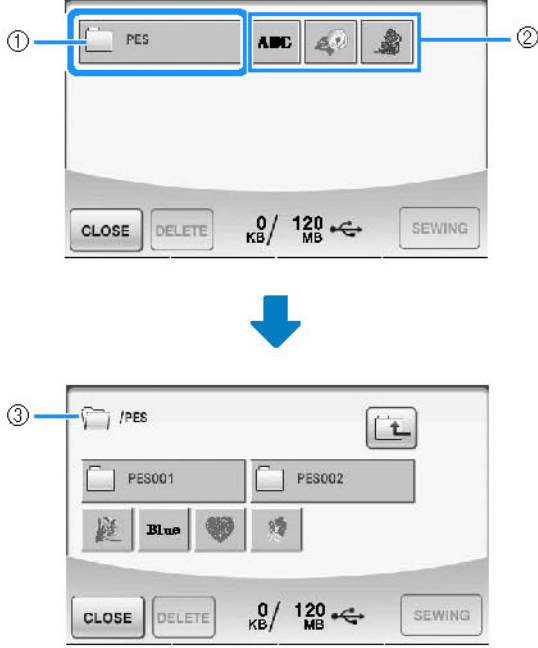 ① PES ABC ②
CLOSE DELETE 0 KB / 120 MB SEWING
③ /PES
PES001 PES002
Blue
CLOSE DELETE 0 KB / 120 MB SEWING